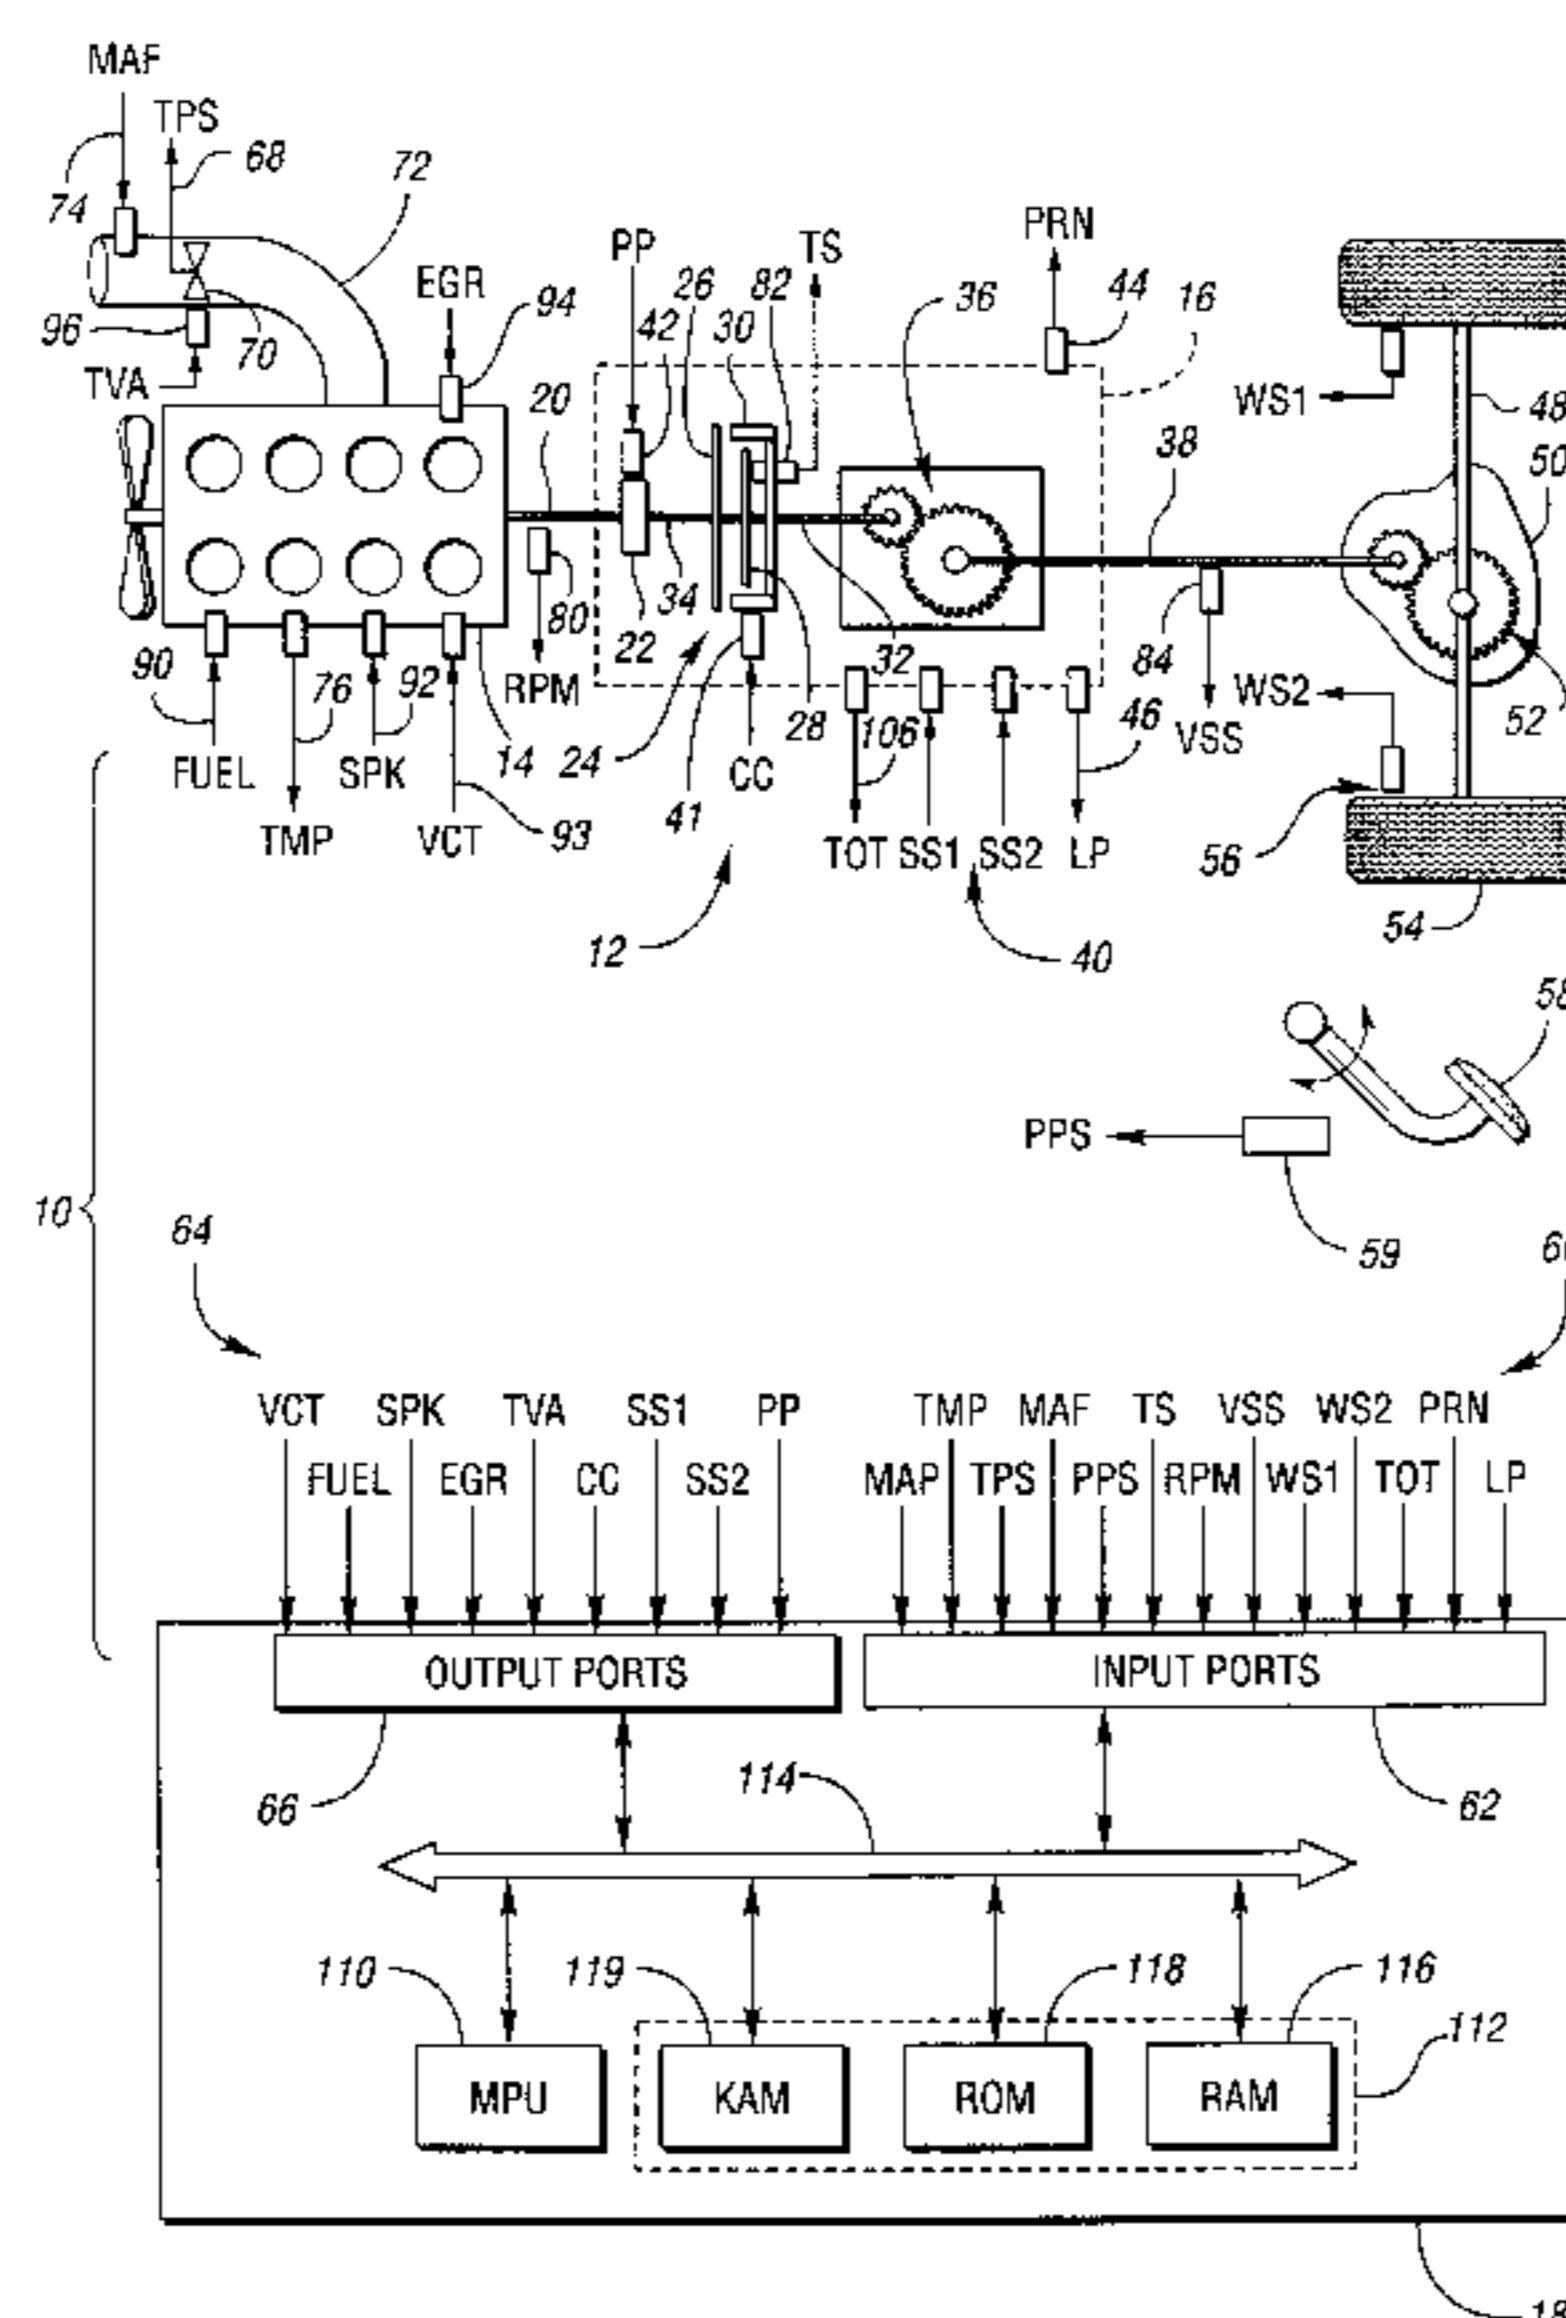 MAF
TPS
68
72
74
PRN
PP
TS
EGR
94
26
82
36
44
16
96
70
42
30
TVA
WS1
48
20
38
50
34
80
22
32
84
90
76
92
RPM
WS2
28
106
46
VSS
52
FUEL
SPK
14
24
CC
41
TMP
VCT
93
TOT
SS1
SS2
LP
56
12
40
54
58
PPS
10
64
59
VCT
SPK
TVA
SS1
PP
TMP
MAF
TS
VSS
WS2
PRN
FUEL
EGR
CC
SS2
MAP
TPS
PPS
RPM
WS1
TOT
LP
OUTPUT PORTS
INPUT PORTS
66
114
62
110
119
118
116
112
MPU
KAM
ROM
RAM